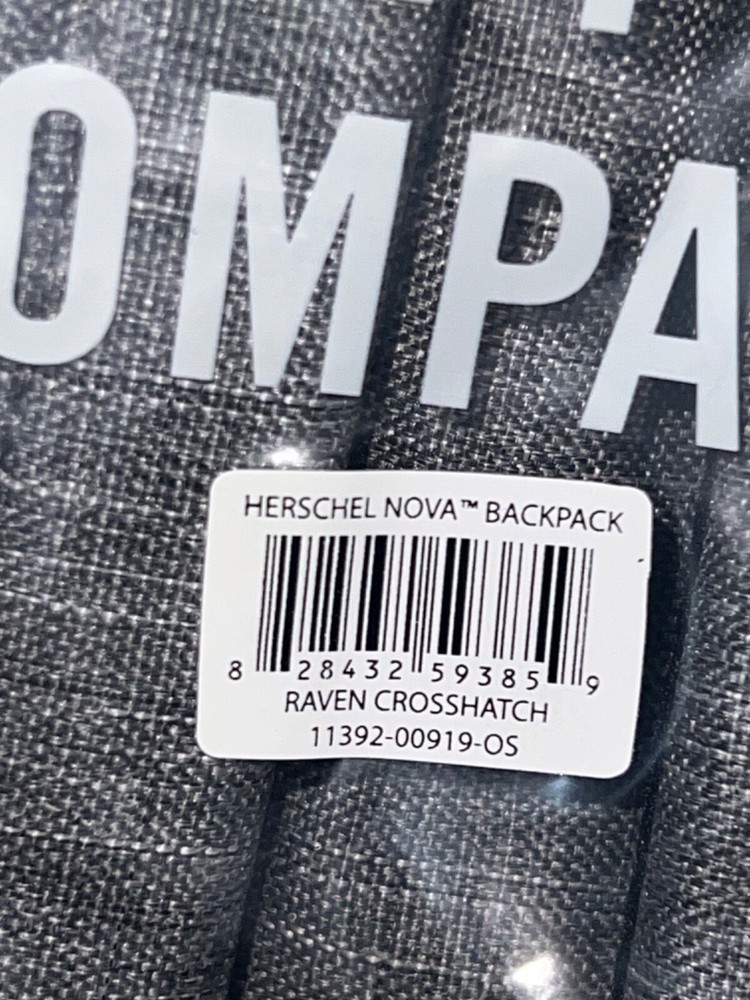 OMPA
HERSCHEL NOVA™ BACKPACK
8 28432 59385 9
RAVEN CROSSHATCH
11392-00919-OS